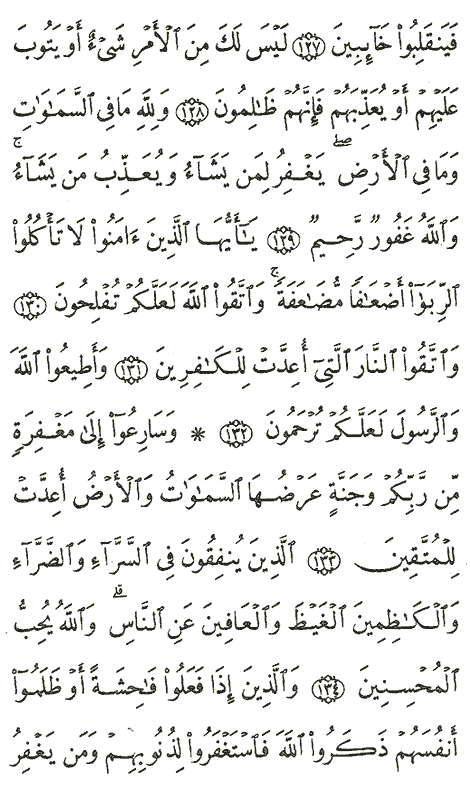 فَيَنقَلِبُوا۟ خَآئِبِينَ ١٢٧ لَيْسَ لَكَ مِنَ ٱلْأَمْرِ شَىْءٌ أَوْ يَتُوبَ
عَلَيْهِمْ أَوْ يُعَذِّبَهُمْ فَإِنَّهُمْ ظَـٰلِمُونَ ١٢٨ وَلِلَّهِ مَا فِى ٱلسَّمَـٰوَٰتِ
وَمَا فِى ٱلْأَرْضِ ۖ يَغْفِرُ لِمَن يَشَآءُ وَيُعَذِّبُ مَن يَشَآءُ ۚ
وَٱللَّهُ غَفُورٌ رَّحِيمٌ ١٢٩ يَـٰٓأَيُّهَا ٱلَّذِينَ ءَامَنُوا۟ لَا تَأْكُلُوا۟
ٱلرِّبَوٰٓا۟ أَضْعَـٰفًا مُّضَـٰعَفَةً ۖ وَٱتَّقُوا۟ ٱللَّهَ لَعَلَّكُمْ تُفْلِحُونَ ١٣٠
وَٱتَّقُوا۟ ٱلنَّارَ ٱلَّتِىٓ أُعِدَّتْ لِلْكَـٰفِرِينَ ١٣١ وَأَطِيعُوا۟ ٱللَّهَ
وَٱلرَّسُولَ لَعَلَّكُمْ تُرْحَمُونَ ١٣٢ * وَسَارِعُوٓا۟ إِلَىٰ مَغْفِرَةٍ
مِّن رَّبِّكُمْ وَجَنَّةٍ عَرْضُهَا ٱلسَّمَـٰوَٰتُ وَٱلْأَرْضُ أُعِدَّتْ
لِلْمُتَّقِينَ ١٣٣ ٱلَّذِينَ يُنفِقُونَ فِى ٱلسَّرَّآءِ وَٱلضَّرَّآءِ
وَٱلْكَـٰظِمِينَ ٱلْغَيْظَ وَٱلْعَافِينَ عَنِ ٱلنَّاسِ ۗ وَٱللَّهُ يُحِبُّ
ٱلْمُحْسِنِينَ ١٣٤ وَٱلَّذِينَ إِذَا فَعَلُوا۟ فَـٰحِشَةً أَوْ ظَلَمُوٓا۟
أَنفُسَهُمْ ذَكَرُوا۟ ٱللَّهَ فَٱسْتَغْفَرُوا۟ لِذُنُوبِهِمْ وَمَن يَغْفِرُ